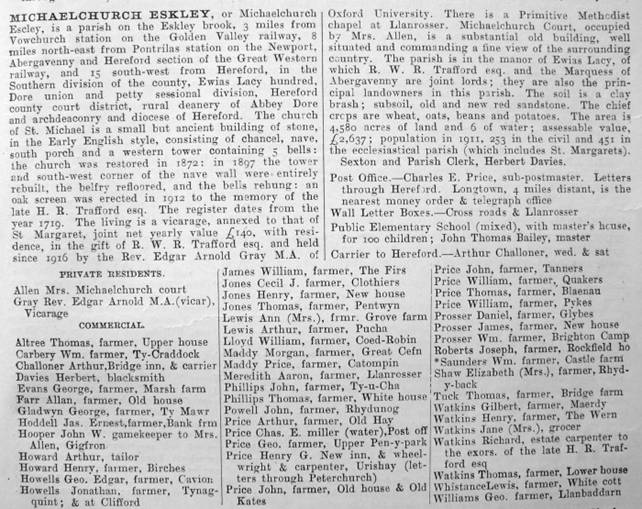 MICHAELCHURCH ESKLEY, or Michaelchurch
Escley, is a parish on the Eskley brook, 3 miles from
Vowchurch station on the Golden Valley railway, 8
miles north-east from Pontrilas station on the Newport,
Abergavenny and Hereford section of the Great Western
railway, and 15 south-west from Hereford, in the
Southern division of the county, Ewias Lacy hundred,
Dore union and petty sessional division, Hereford
county court district, rural deanery of Abbey Dore
and archdeaconry and diocese of Hereford. The church
of St. Michael is a small but ancient building of stone,
in the Early English style, consisting of chancel, nave,
south porch and a western tower containing 5 bells:
the church was restored in 1872: in 1897 the tower
and south-west corner of the nave wall were entirely
rebuilt, the belfry refloored, and the bells rehung: an
oak screen was erected in 1912 to the memory of the
late H. R. Trafford esq. The register dates from the
year 1719. The living is a vicarage, annexed to that of
St Margaret, joint net yearly value £140, with resi-
dence, in the gift of R. W. R. Trafford esq. and held
since 1916 by the Rev. Edgar Arnold Gray M.A. of
Oxford University. There is a Primitive Methodist
chapel at Llanrosser. Michaelchurch Court, occupied
by Mrs. Allen, is a substantial old building, well
situated and commanding a fine view of the surrounding
country. The parish is in the manor of Ewias Lacy, of
which R. W. R. Trafford esq. and the Marquess of
Abergavenny are joint lords; they are also the prin-
cipal landowners in this parish. The soil is a clay
brash; subsoil, old and new red sandstone. The chief
crops are wheat, oats, beans and potatoes. The area is
4,580 acres of land and 6 of water; assessable value,
£2,637; population in 1911, 253 in the civil and 451 in
the ecclesiastical parish (which includes St. Margarets).
Sexton and Parish Clerk, Herbert Davies.
Post Office.—Charles E. Price, sub-postmaster. Letters
through Hereford. Longtown, 4 miles distant, is the
nearest money order & telegraph office
Wall Letter Boxes.—Cross roads & Llanrosser
Public Elementary School (mixed), with master's house,
for 100 children; John Thomas Bailey, master
Carrier to Hereford.—Arthur Challoner, wed. & sat
PRIVATE RESIDENTS.
Allen Mrs. Michaelchurch court
Gray Rev. Edgar Arnold M.A.(vicar),
Vicarage
COMMERCIAL.
Altree Thomas, farmer, Upper house
Carbery Wm. farmer, Ty-Craddock
Challoner Arthur,Bridge inn, & carrier
Davies Herbert, blacksmith
Evans George, farmer, Marsh farm
Farr Allan, farmer, Old house
Gladwyn George, farmer, Ty Mawr
Hoddell Jas. Ernest,farmer,Bank frm
Hooper John W. gamekeeper to Mrs.
Allen, Gigfron
Howard Arthur, tailor
Howard Henry, farmer, Birches
Howells Geo. Edgar, farmer, Cavion
Howells Jonathan, farmer, Tynag-
quint; & at Clifford
James William, farmer, The Firs
Jones Cecil J. farmer, Clothiers
Jones Henry, farmer, New house
Jones Thomas, farmer, Pentwyn
Lewis Ann (Mrs.), frmr. Grove farm
Lewis Arthur, farmer, Pucha
Lloyd William, farmer, Coed-Robin
Maddy Morgan, farmer, Great Cefn
Maddy Price, farmer, Catompin
Meredith Aaron, farmer, Llanrosser
Phillips John, farmer, Ty-u-Cha
Phillips Thomas, farmer, White house
Powell John, farmer, Rhydunog
Price Arthur, farmer, Old Hay
Price Chas. E. miller (water),Post off
Price Geo. farmer, Upper Pen-y-park
Price Henry G. New inn, & wheel-
wright & carpenter, Urishay (let-
ters through Peterchurch)
Price John, farmer, Old house & Old
Kates
Price John, farmer, Tanners
Price William, farmer, Quakers
Price Thomas, farmer, Blaenau
Price William, farmer, Pykes
Prosser Daniel, farmer, Glybes
Prosser James, farmer, New house
Prosser Wm. farmer, Brighton Camp
Roberts Joseph, farmer, Rockfield ho
*Saunders Wm. farmer, Castle farm
Shaw Elizabeth (Mrs.), farmer, Rhyd-
y-back
Tuck Thomas, farmer, Bridge farm
Watkins Gilbert, farmer, Maerdy
Watkins Henry, farmer, The Wern
Watkins Jane (Mrs.), grocer
Watkins Richard, estate carpenter to
the exors. of the late H. R. Traf-
ford esq
Watkins Thomas, farmer, Lower house
WhistanceLewis, farmer, White cott
Williams Geo. farmer, Llanbaddarn